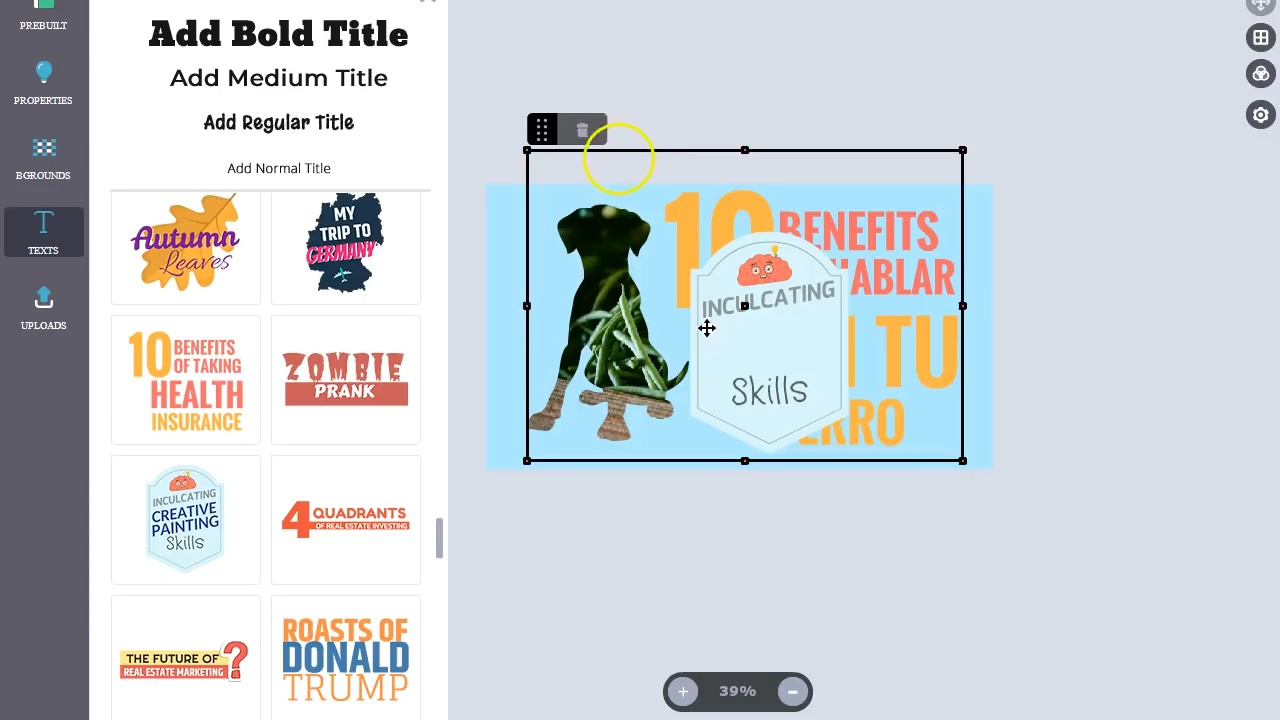 PREBUILT
PROPERTIES
BGROUNDS
TEXTS
UPLOADS
Add Bold Title
Add Medium Title
Add Regular Title
Add Normal Title
Autumn
Leaves
MY
TRIP TO
GERMANY
10 BENEFITS
OF TAKING
HEALTH
INSURANCE
ZOMBIE
PRANK
INCULCATING
CREATIVE
PAINTING
Skills
4 QUADRANTS
OF REAL ESTATE INVESTING
THE FUTURE OF
REAL ESTATE MARKETING ?
ROASTS OF
DONALD
TRUMP
10 BENEFITS
HABLAR
TU
INCULCATING
Skills
39%